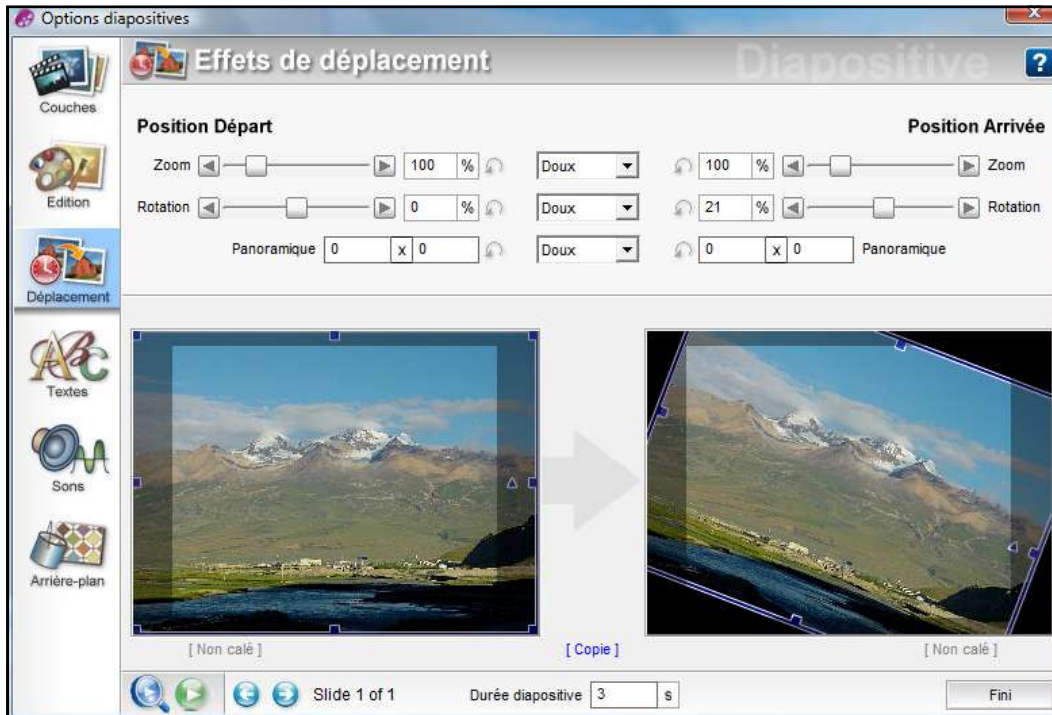 Options diapositives
Effets de déplacement
Diapositive
?
Couches
Edition
Déplacement
ABC
Textes
Sons
Arrière-plan
Position Départ
Position Arrivée
Zoom 100 % Doux 100 % Zoom
Rotation 0 % Doux 21 % Rotation
Panoramique 0 x 0 Doux 0 x 0 Panoramique
[ Non calé ]
[ Copie ]
[ Non calé ]
Slide 1 of 1
Durée diapositive 3 s
Fini